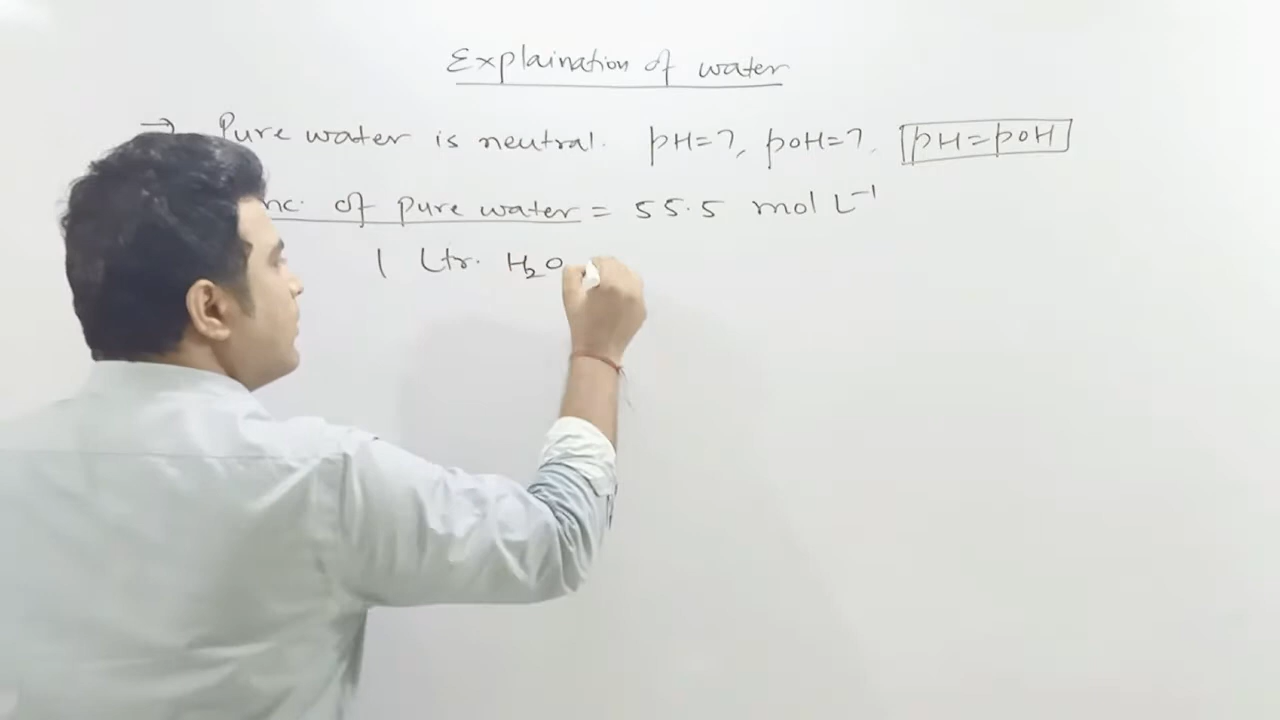 Explaination of water
→ Pure water is neutral. pH=7, pOH=7, pH=pOH
of pure water = 55.5 mol L⁻¹
1 Ltr. H₂O